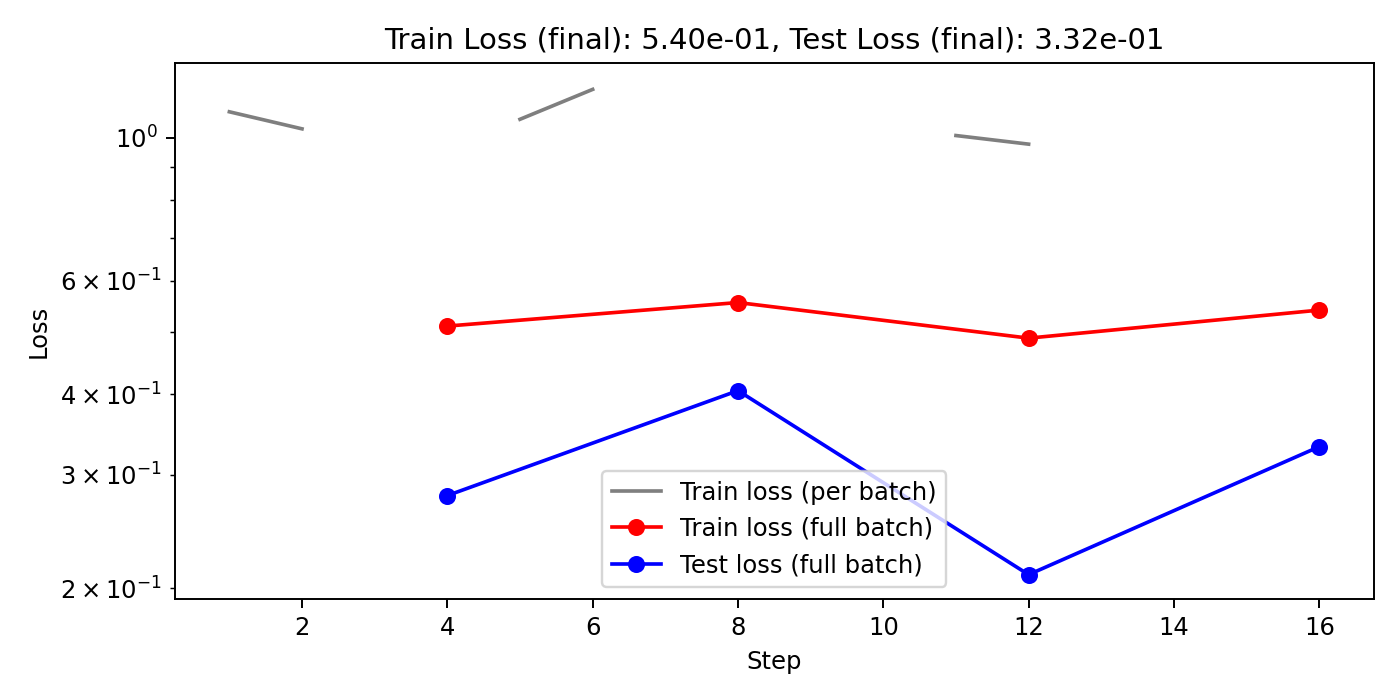 Train Loss (final): 5.40e-01, Test Loss (final): 3.32e-01
Loss
10⁰
6 × 10⁻¹
4 × 10⁻¹
3 × 10⁻¹
2 × 10⁻¹
Train loss (per batch)
Train loss (full batch)
Test loss (full batch)
2 4 6 8 10 12 14 16
Step